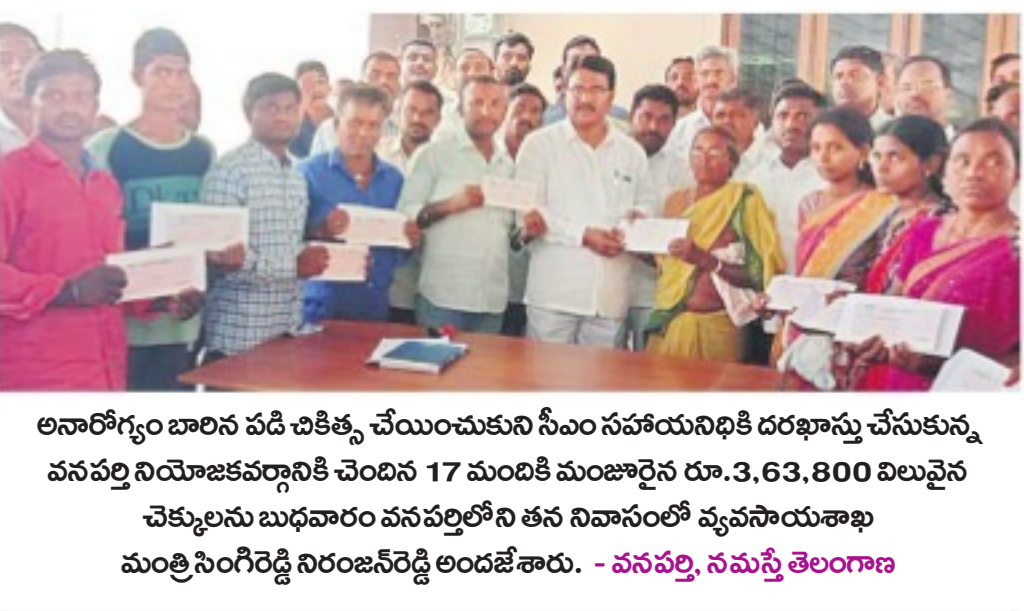 అనారోగ్యం బారిన పడి చికిత్స చేయించుకుని సీఎం సహాయనిధికి దరఖాస్తు చేసుకున్న
వనపర్తి నియోజకవర్గానికి చెందిన 17 మందికి మంజూరైన రూ.3,63,800 విలువైన
చెక్కులను బుధవారం వనపర్తిలోని తన నివాసంలో వ్యవసాయశాఖ
మంత్రి సింగిరెడ్డి నిరంజన్‌రెడ్డి అందజేశారు. - వనపర్తి, నమస్తే తెలంగాణ